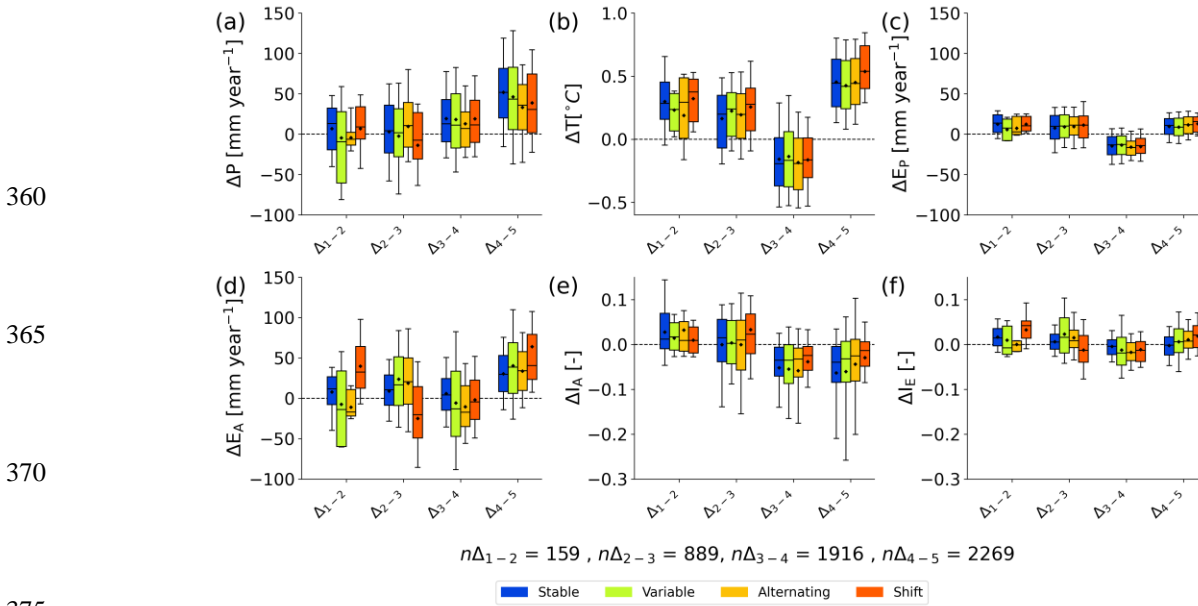 (a)
(b)
(c)
ΔP [mm year⁻¹]
150
100
50
0
−50
−100
Δ₁₋₂
Δ₂₋₃
Δ₃₋₄
Δ₄₋₅
ΔT[°C]
1.0
0.5
0.0
−0.5
Δ₁₋₂
Δ₂₋₃
Δ₃₋₄
Δ₄₋₅
ΔE_P [mm year⁻¹]
150
100
50
0
−50
−100
Δ₁₋₂
Δ₂₋₃
Δ₃₋₄
Δ₄₋₅
360
(d)
(e)
(f)
ΔE_A [mm year⁻¹]
150
100
50
0
−50
−100
Δ₁₋₂
Δ₂₋₃
Δ₃₋₄
Δ₄₋₅
ΔI_A [-]
0.1
0.0
−0.1
−0.2
−0.3
Δ₁₋₂
Δ₂₋₃
Δ₃₋₄
Δ₄₋₅
ΔI_E [-]
0.1
0.0
−0.1
−0.2
−0.3
Δ₁₋₂
Δ₂₋₃
Δ₃₋₄
Δ₄₋₅
365
370
nΔ₁₋₂ = 159 , nΔ₂₋₃ = 889, nΔ₃₋₄ = 1916 , nΔ₄₋₅ = 2269
Stable Variable Alternating Shift